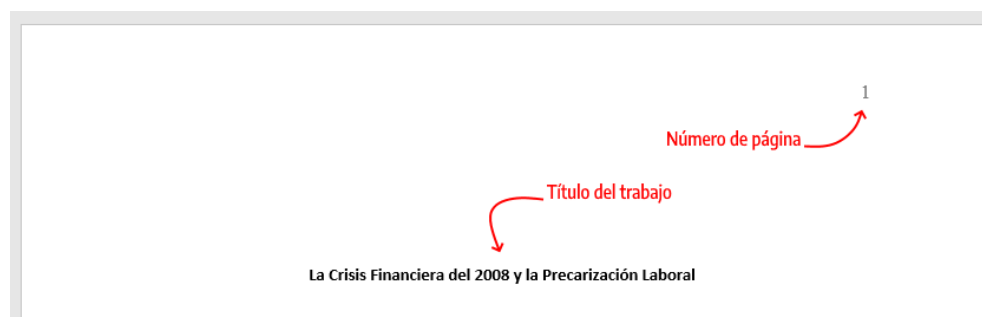 1
Número de página
Título del trabajo
La Crisis Financiera del 2008 y la Precarización Laboral